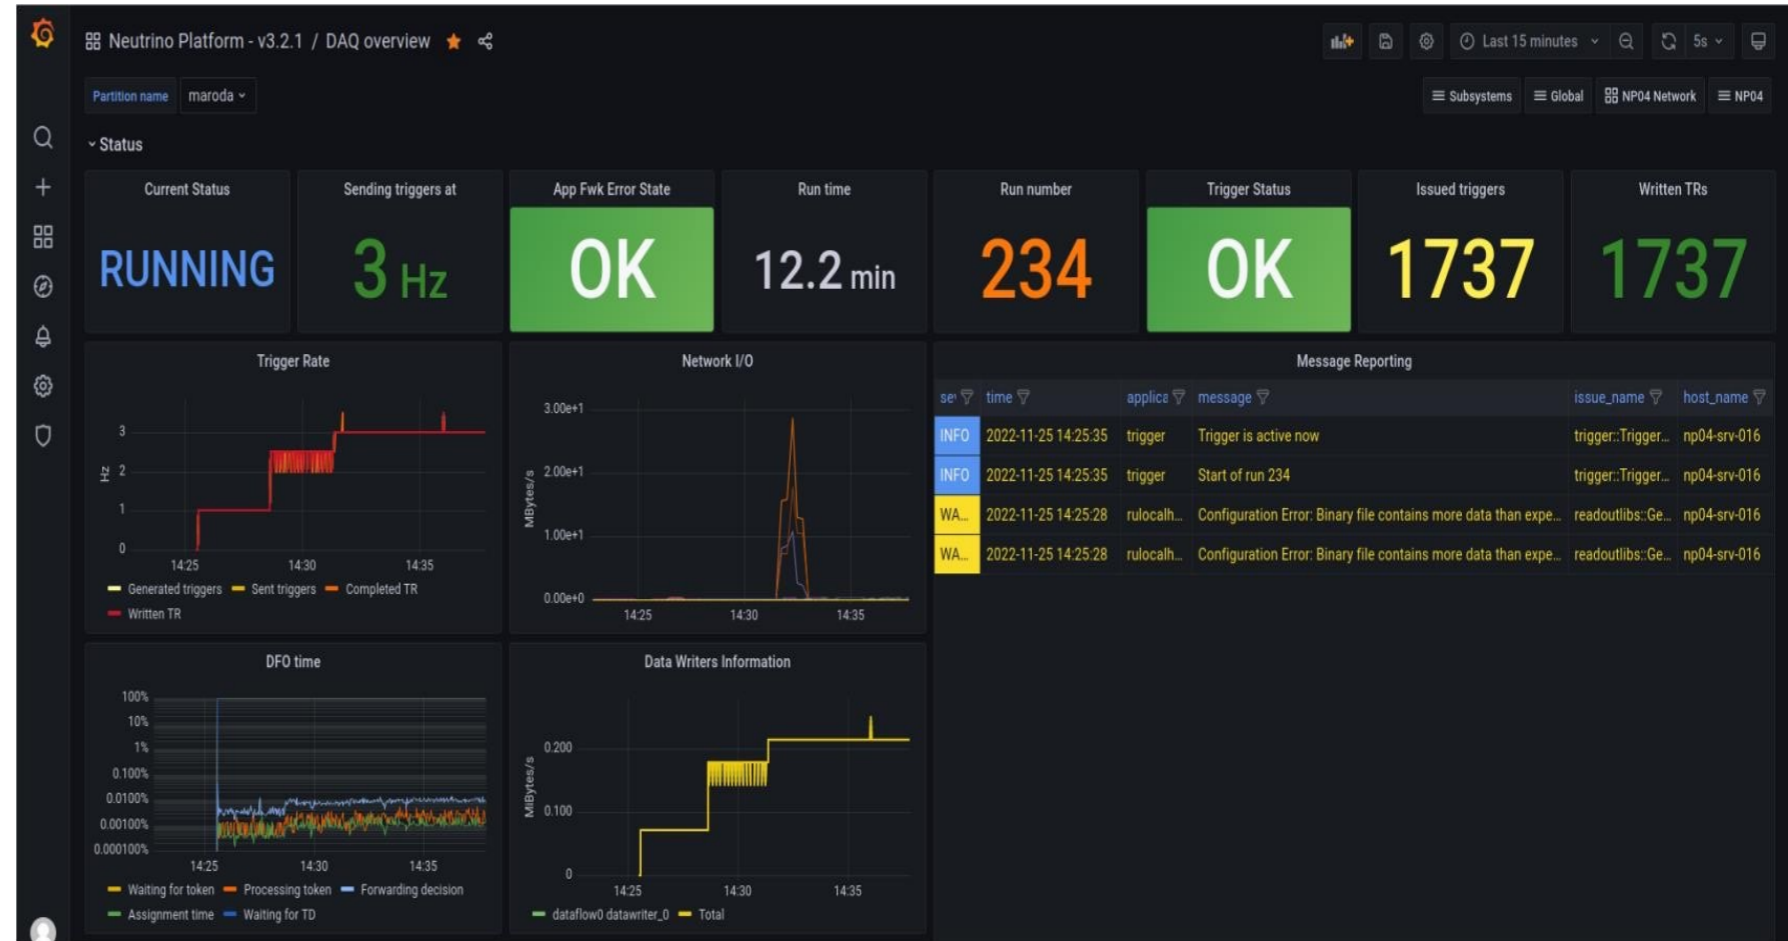 Neutrino Platform - v3.2.1 / DAQ overview
Last 15 minutes
5s
Partition name
maroda
Subsystems
Global
NP04 Network
NP04
Status
Current Status
RUNNING
Sending triggers at
3 Hz
App Fwk Error State
OK
Run time
12.2 min
Run number
234
Trigger Status
OK
Issued triggers
1737
Written TRs
1737
Trigger Rate
Hz
3
2
1
0
14:25 14:30 14:35
Generated triggers Sent triggers Completed TR
Written TR
Network I/O
MBytes/s
3.00e+1
2.00e+1
1.00e+1
0.00e+0
14:25 14:30 14:35
Message Reporting
se time applica message issue_name host_name
INFO 2022-11-25 14:25:35 trigger Trigger is active now trigger::Trigger... np04-srv-016
INFO 2022-11-25 14:25:35 trigger Start of run 234 trigger::Trigger... np04-srv-016
WA... 2022-11-25 14:25:28 rulocalh... Configuration Error: Binary file contains more data than expe... readoutlibs::Ge... np04-srv-016
WA... 2022-11-25 14:25:28 rulocalh... Configuration Error: Binary file contains more data than expe... readoutlibs::Ge... np04-srv-016
DFO time
100%
10%
1%
0.100%
0.0100%
0.00100%
0.000100%
14:25 14:30 14:35
Waiting for token Processing token Forwarding decision
Assignment time Waiting for TD
Data Writers Information
MiBytes/s
0.200
0.100
0
14:25 14:30 14:35
dataflow0 datawriter_0 Total